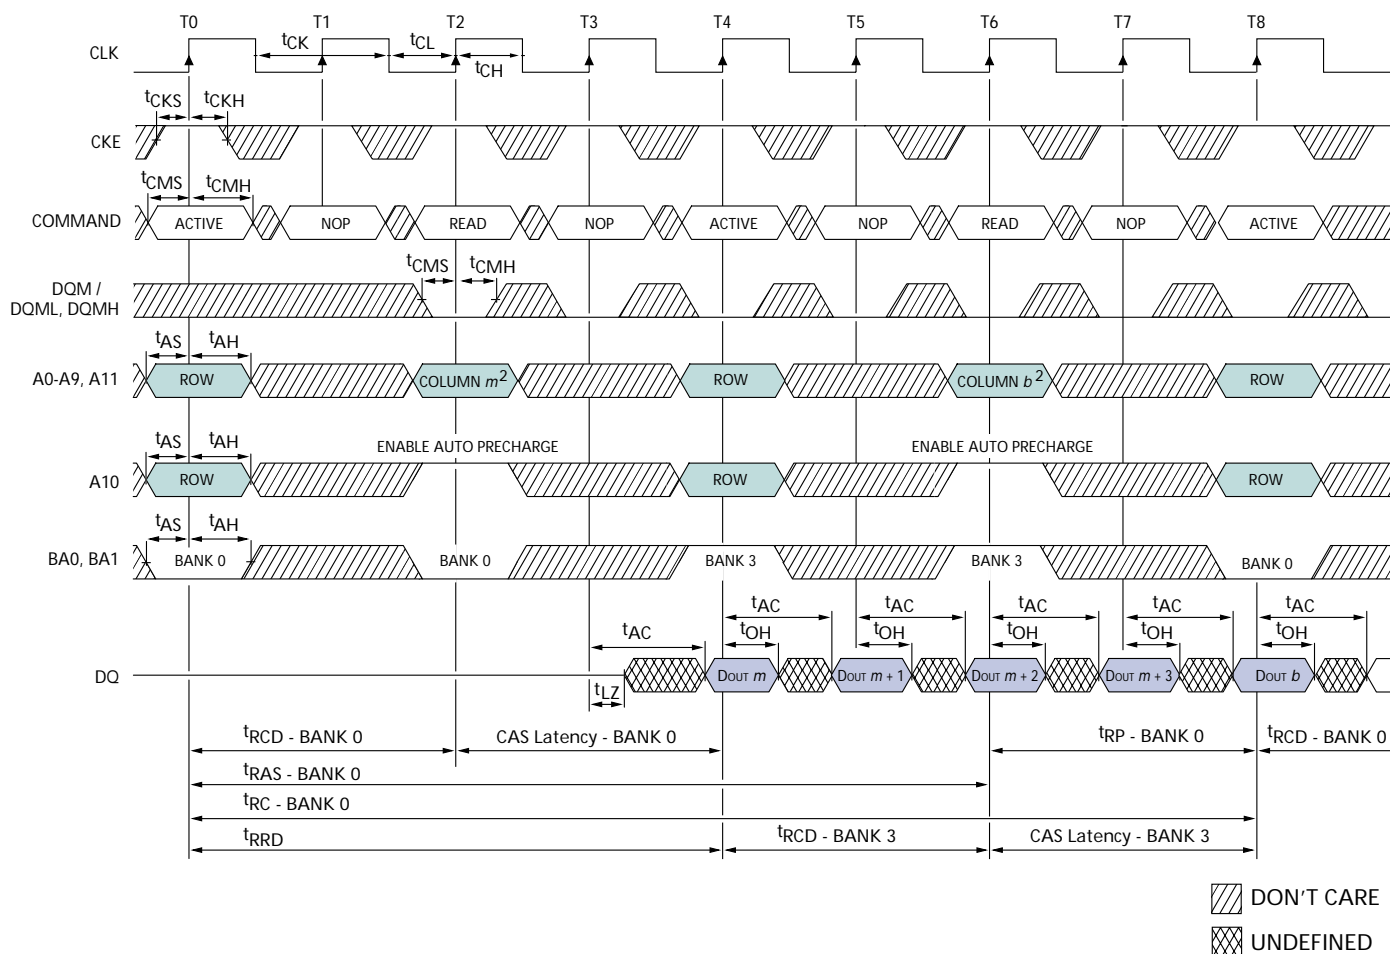 T0 T1 T2 T3 T4 T5 T6 T7 T8
CLK
tCK tCL
tCH
tCKS tCKH
CKE
tCMS tCMH
COMMAND ACTIVE NOP READ NOP ACTIVE NOP READ NOP ACTIVE
tCMS tCMH
DQM /
DQML, DQMH
tAS tAH
A0-A9, A11 ROW COLUMN m2 ROW COLUMN b2 ROW
tAS tAH ENABLE AUTO PRECHARGE ENABLE AUTO PRECHARGE
A10 ROW ROW ROW
tAS tAH
BA0, BA1 BANK 0 BANK 0 BANK 3 BANK 3 BANK 0
tAC tAC tAC tAC tAC tAC
tOH tOH tOH tOH tOH
DQ DOUT m DOUT m + 1 DOUT m + 2 DOUT m + 3 DOUT b
tLZ
tRCD - BANK 0 CAS Latency - BANK 0 tRP - BANK 0 tRCD - BANK 0
tRAS - BANK 0
tRC - BANK 0
tRRD tRCD - BANK 3 CAS Latency - BANK 3
DON'T CARE
UNDEFINED